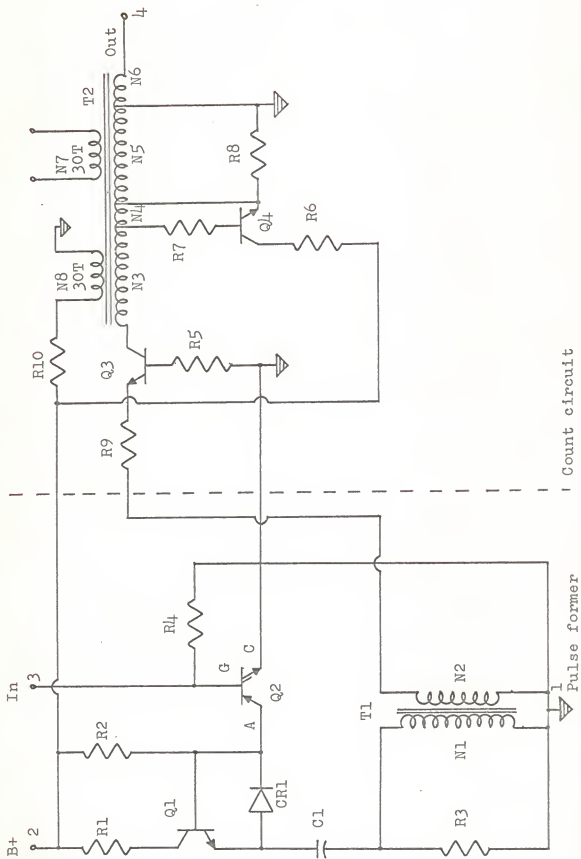 B+
2
In
3
R10
N8
30T
N7
30T
T2
Out
4
N3
N4
N5
N6
R1
R2
Q1
CR1
C1
R3
R4
G
A
C
Q2
T1
N1
N2
1
R9
Q3
R5
R7
Q4
R8
R6
Pulse former
Count circuit